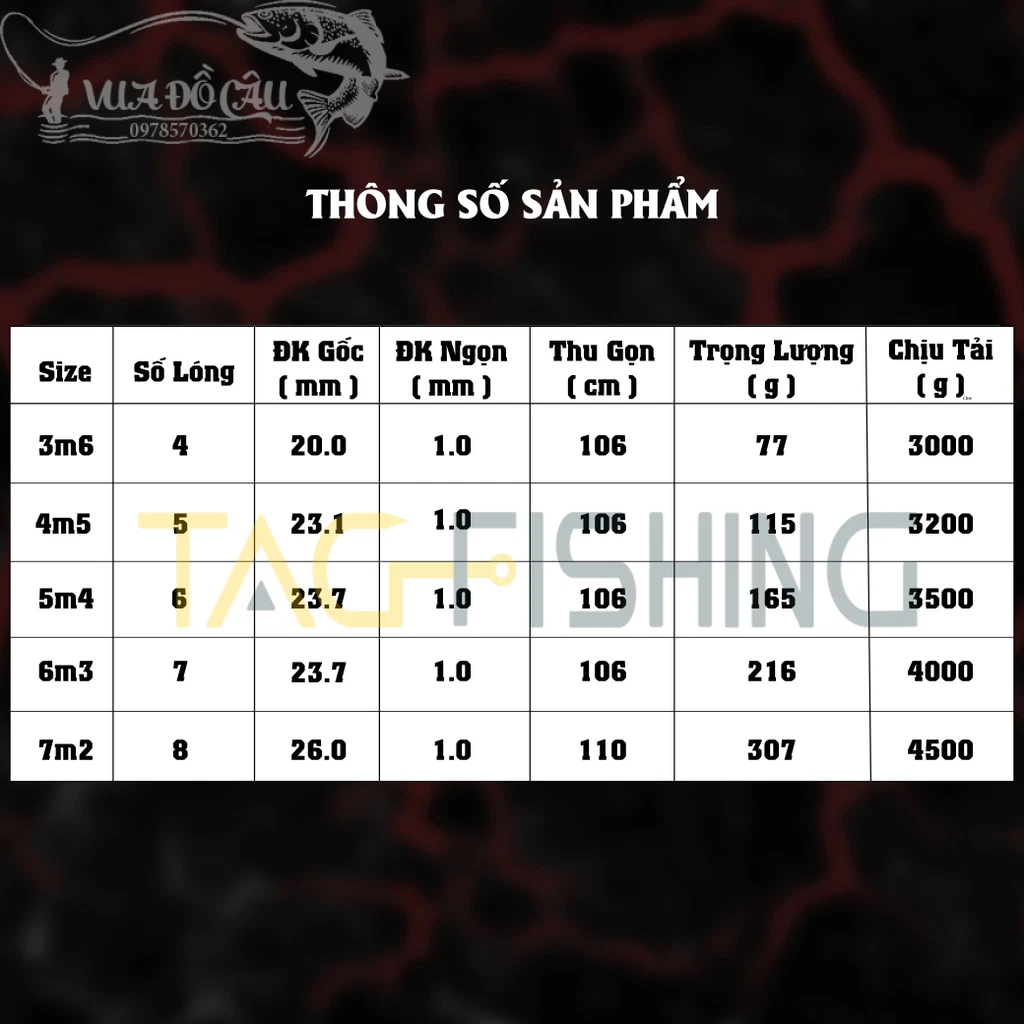 VUA ĐỒ CÂU
0978570362
THÔNG SỐ SẢN PHẨM
Size Số Lóng ĐK Gốc ( mm ) ĐK Ngọn ( mm ) Thu Gọn ( cm ) Trọng Lượng ( g ) Chịu Tải ( g )
3m6 4 20.0 1.0 106 77 3000
4m5 5 23.1 1.0 106 115 3200
5m4 6 23.7 1.0 106 165 3500
6m3 7 23.7 1.0 106 216 4000
7m2 8 26.0 1.0 110 307 4500
TAG FISHING